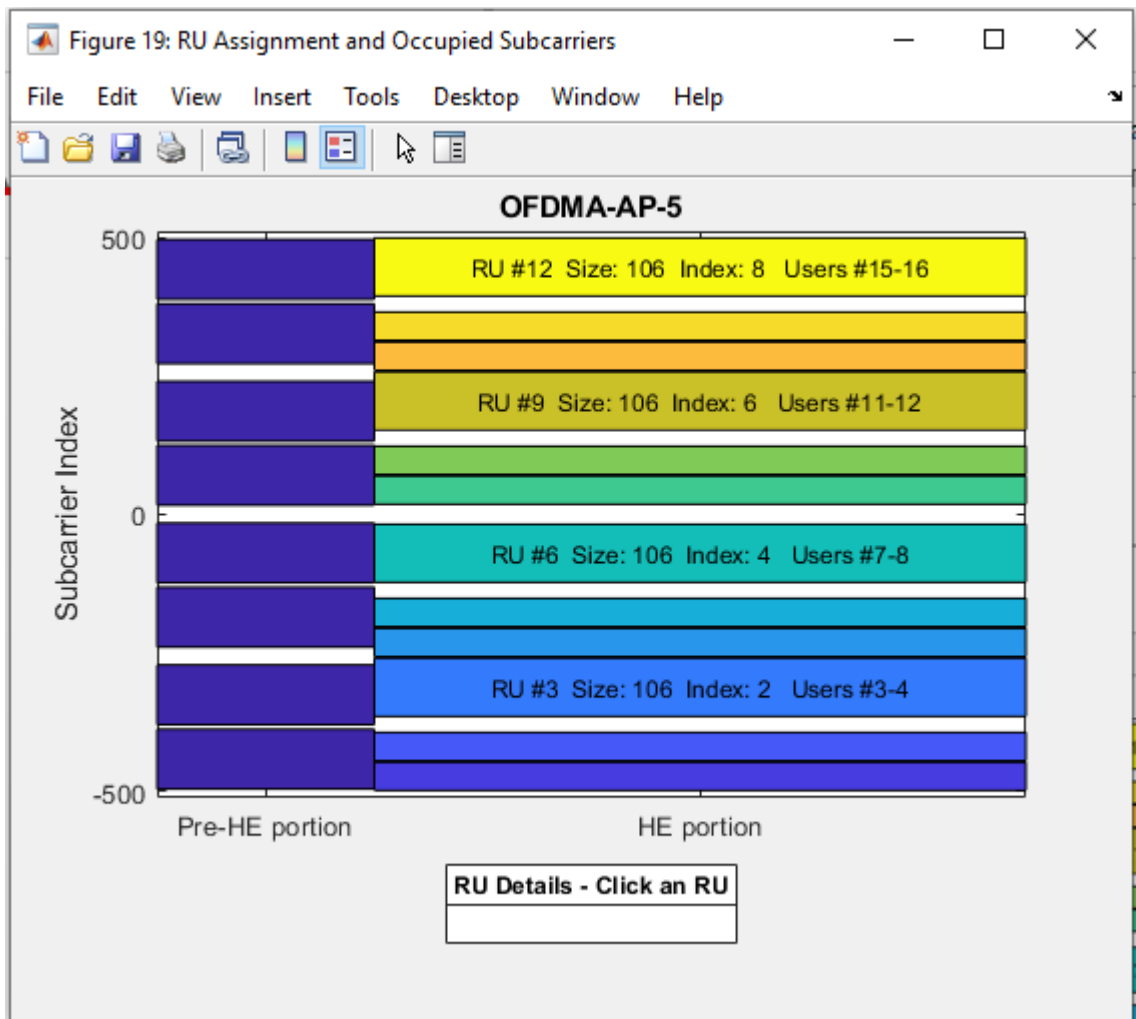 Figure 19: RU Assignment and Occupied Subcarriers
File Edit View Insert Tools Desktop Window Help
OFDMA-AP-5
500
RU #12 Size: 106 Index: 8 Users #15-16
RU #9 Size: 106 Index: 6 Users #11-12
Subcarrier Index
0
RU #6 Size: 106 Index: 4 Users #7-8
RU #3 Size: 106 Index: 2 Users #3-4
-500
Pre-HE portion HE portion
RU Details - Click an RU